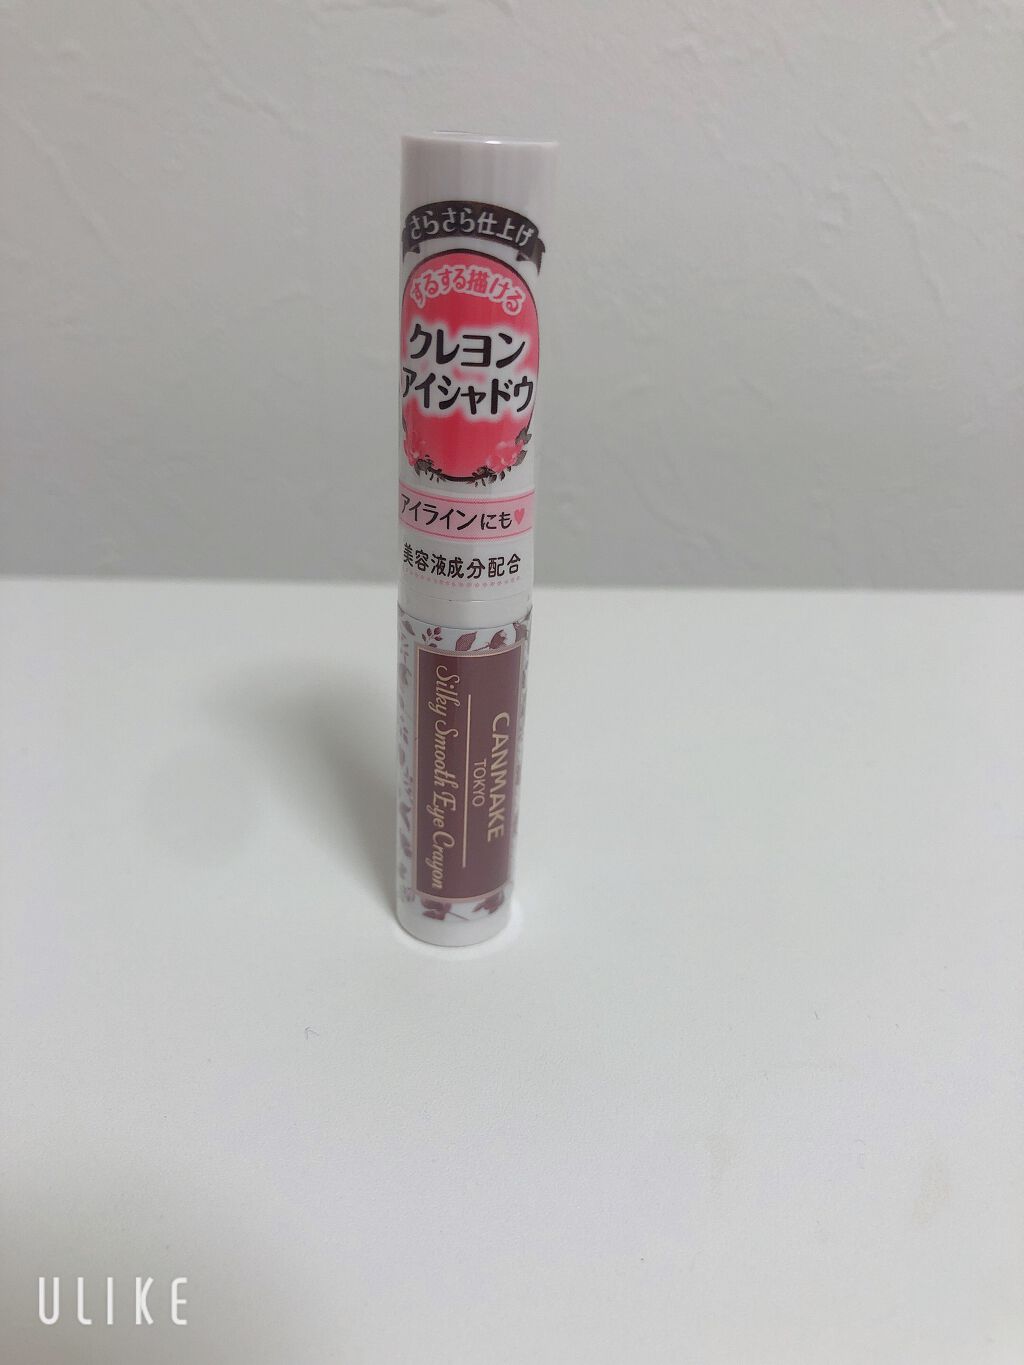 さらさら仕上げ
するする描ける
クレヨン
アイシャドウ
アイラインにも♥
美容液成分配合
CANMAKE
TOKYO
Silky Smooth Eye Crayon
ULIKE